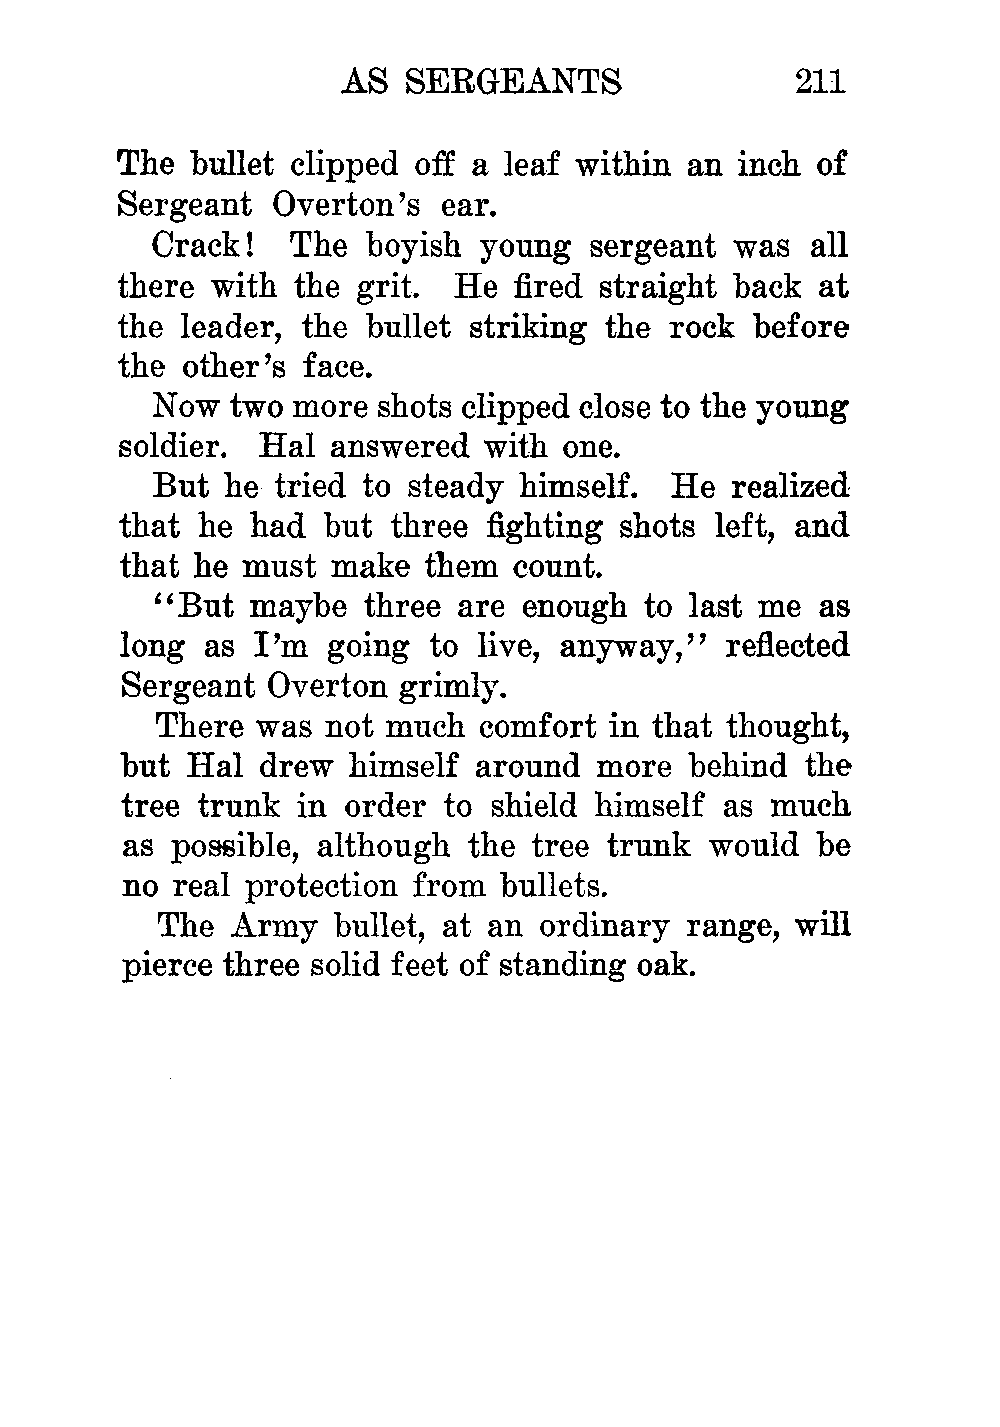 AS SERGEANTS 211
The bullet clipped off a leaf within an inch of
Sergeant Overton's ear.
Crack! The boyish young sergeant was all
there with the grit. He fired straight back at
the leader, the bullet striking the rock before
the other's face.
Now two more shots clipped close to the young
soldier. Hal answered with one.
But he tried to steady himself. He realized
that he had but three fighting shots left, and
that he must make them count.
"But maybe three are enough to last me as
long as I'm going to live, anyway," reflected
Sergeant Overton grimly.
There was not much comfort in that thought,
but Hal drew himself around more behind the
tree trunk in order to shield himself as much
as possible, although the tree trunk would be
no real protection from bullets.
The Army bullet, at an ordinary range, will
pierce three solid feet of standing oak.